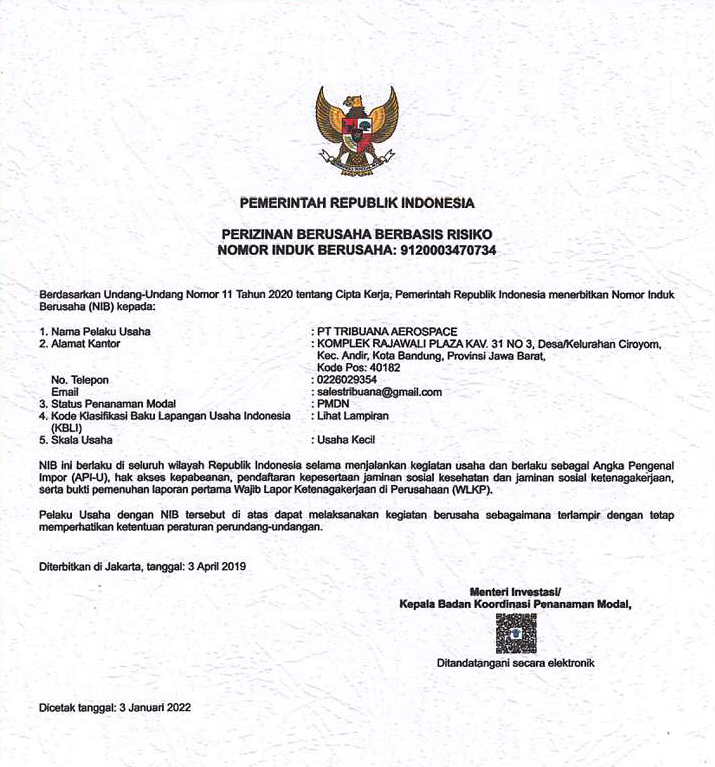 PEMERINTAH REPUBLIK INDONESIA
PERIZINAN BERUSAHA BERBASIS RISIKO
NOMOR INDUK BERUSAHA: 9120003470734
Berdasarkan Undang-Undang Nomor 11 Tahun 2020 tentang Cipta Kerja, Pemerintah Republik Indonesia menerbitkan Nomor Induk
Berusaha (NIB) kepada:
1. Nama Pelaku Usaha : PT TRIBUANA AEROSPACE
2. Alamat Kantor : KOMPLEK RAJAWALI PLAZA KAV. 31 NO 3, Desa/Kelurahan Ciroyom,
Kec. Andir, Kota Bandung, Provinsi Jawa Barat,
Kode Pos: 40182
No. Telepon : 0226029354
Email : salestribuana@gmail.com
3. Status Penanaman Modal : PMDN
4. Kode Klasifikasi Baku Lapangan Usaha Indonesia : Lihat Lampiran
(KBLI)
5. Skala Usaha : Usaha Kecil
NIB ini berlaku di seluruh wilayah Republik Indonesia selama menjalankan kegiatan usaha dan berlaku sebagai Angka Pengenal
Impor (API-U), hak akses kepabeanan, pendaftaran kepesertaan jaminan sosial kesehatan dan jaminan sosial ketenagakerjaan,
serta bukti pemenuhan laporan pertama Wajib Lapor Ketenagakerjaan di Perusahaan (WLKP).
Pelaku Usaha dengan NIB tersebut di atas dapat melaksanakan kegiatan berusaha sebagaimana terlampir dengan tetap
memperhatikan ketentuan peraturan perundang-undangan.
Diterbitkan di Jakarta, tanggal: 3 April 2019
Menteri Investasi/
Kepala Badan Koordinasi Penanaman Modal,
Ditandatangani secara elektronik
Dicetak tanggal: 3 Januari 2022